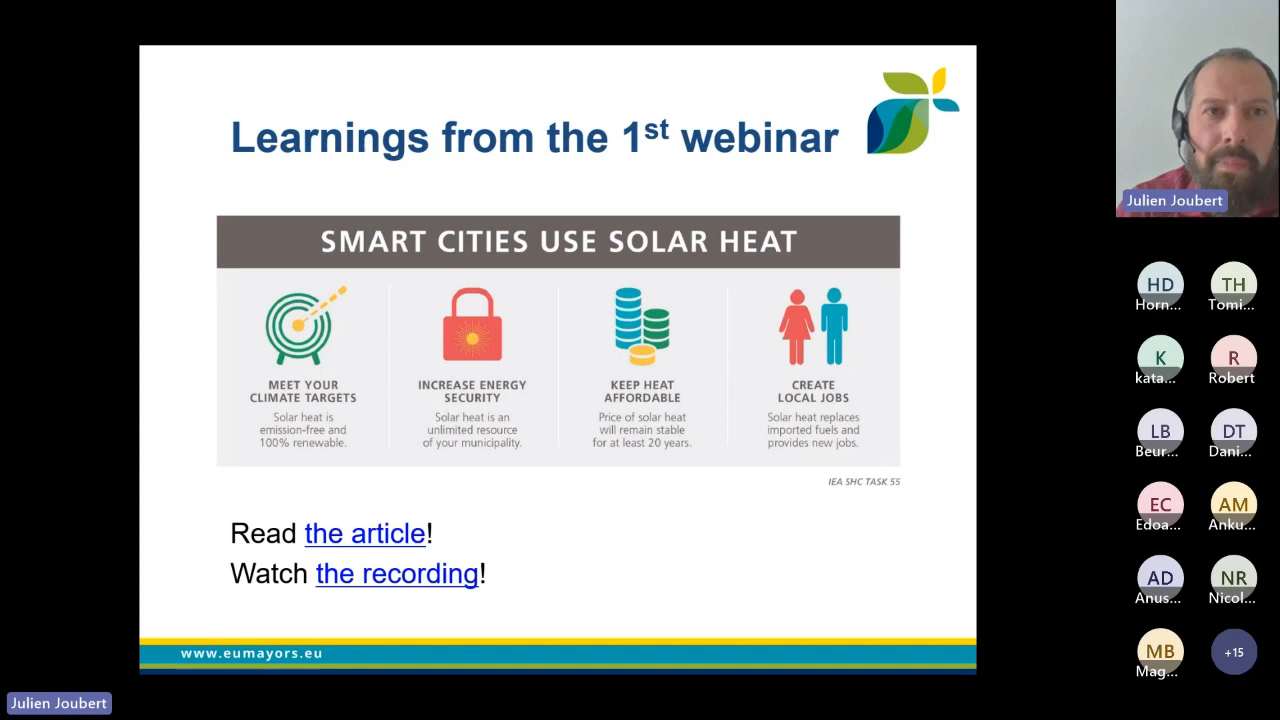 Learnings from the 1st webinar
SMART CITIES USE SOLAR HEAT
MEET YOUR
CLIMATE TARGETS
Solar heat is
emission-free and
100% renewable.
INCREASE ENERGY
SECURITY
Solar heat is an
unlimited resource
of your municipality.
KEEP HEAT
AFFORDABLE
Price of solar heat
will remain stable
for at least 20 years.
CREATE
LOCAL JOBS
Solar heat replaces
imported fuels and
provides new jobs.
IEA SHC TASK 55
Read the article!
Watch the recording!
www.eumayors.eu
Julien Joubert
Julien Joubert
HD
Horn...
TH
Tomi...
K
kata...
R
Robert
LB
Beur...
DT
Dani...
EC
Edoa...
AM
Anku...
AD
Anus...
NR
Nicol...
MB
Mag...
+15